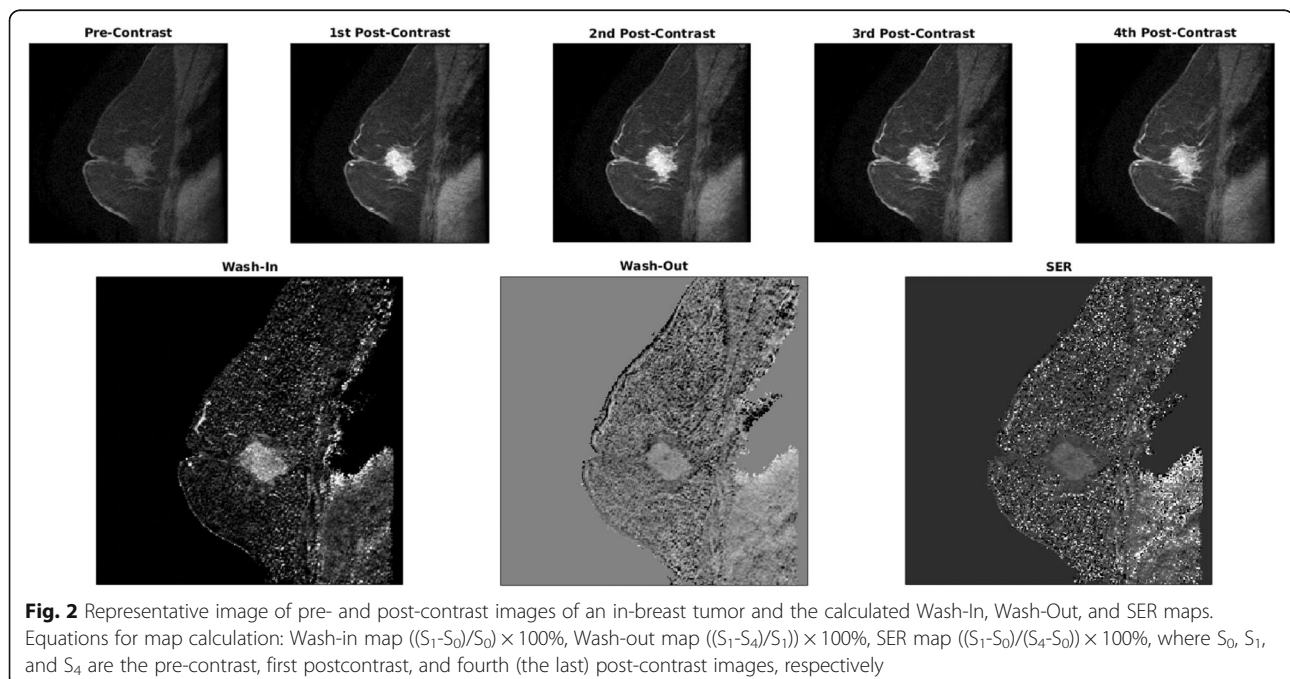 Pre-Contrast
1st Post-Contrast
2nd Post-Contrast
3rd Post-Contrast
4th Post-Contrast
Wash-In
Wash-Out
SER
Fig. 2 Representative image of pre- and post-contrast images of an in-breast tumor and the calculated Wash-In, Wash-Out, and SER maps.
Equations for map calculation: Wash-in map ((S₁-S₀)/S₀) × 100%, Wash-out map ((S₁-S₄)/S₁)) × 100%, SER map ((S₁-S₀)/(S₄-S₀)) × 100%, where S₀, S₁,
and S₄ are the pre-contrast, first postcontrast, and fourth (the last) post-contrast images, respectively